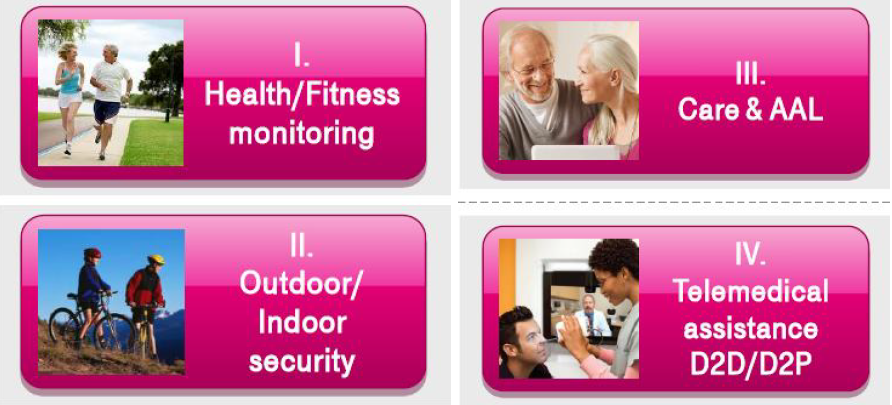 I.
Health/Fitness
monitoring
II.
Outdoor/
Indoor
security
III.
Care & AAL
IV.
Telemedical
assistance
D2D/D2P